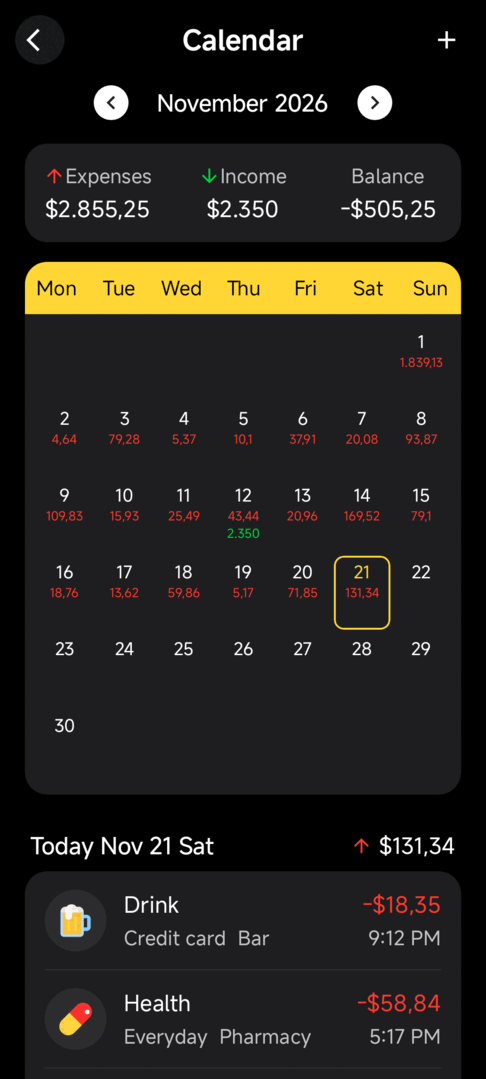 Calendar
November 2026
Expenses Income Balance
$2.855,25 $2.350 -$505,25
Mon Tue Wed Thu Fri Sat Sun
1
1.839,13
2 3 4 5 6 7 8
4,64 79,28 5,37 10,1 37,91 20,08 93,87
9 10 11 12 13 14 15
109,83 15,93 25,49 43,44 20,96 169,52 79,1
2.350
16 17 18 19 20 21 22
18,76 13,62 59,86 5,17 71,85 131,34
23 24 25 26 27 28 29
30
Today Nov 21 Sat $131,34
Drink -$18,35
Credit card Bar 9:12 PM
Health -$58,84
Everyday Pharmacy 5:17 PM